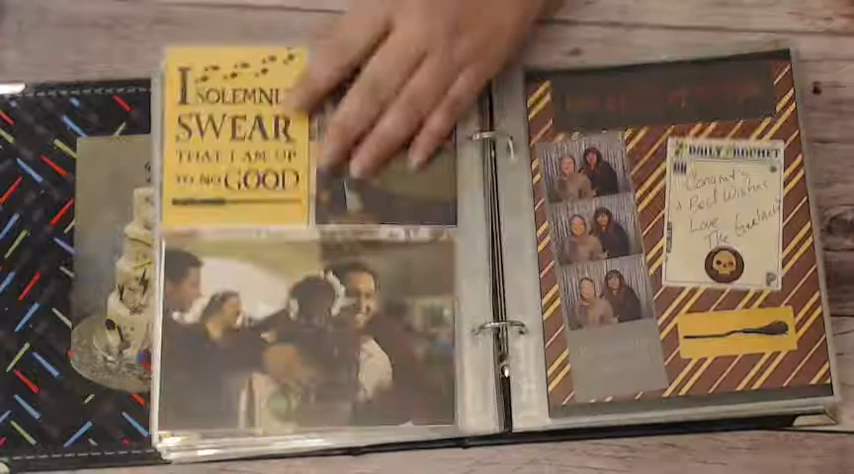 I
SOLEMNLY
SWEAR
THAT I AM UP
TO NO GOOD
DAILY PROPHET
Congrats
Best Wishes
Love
The